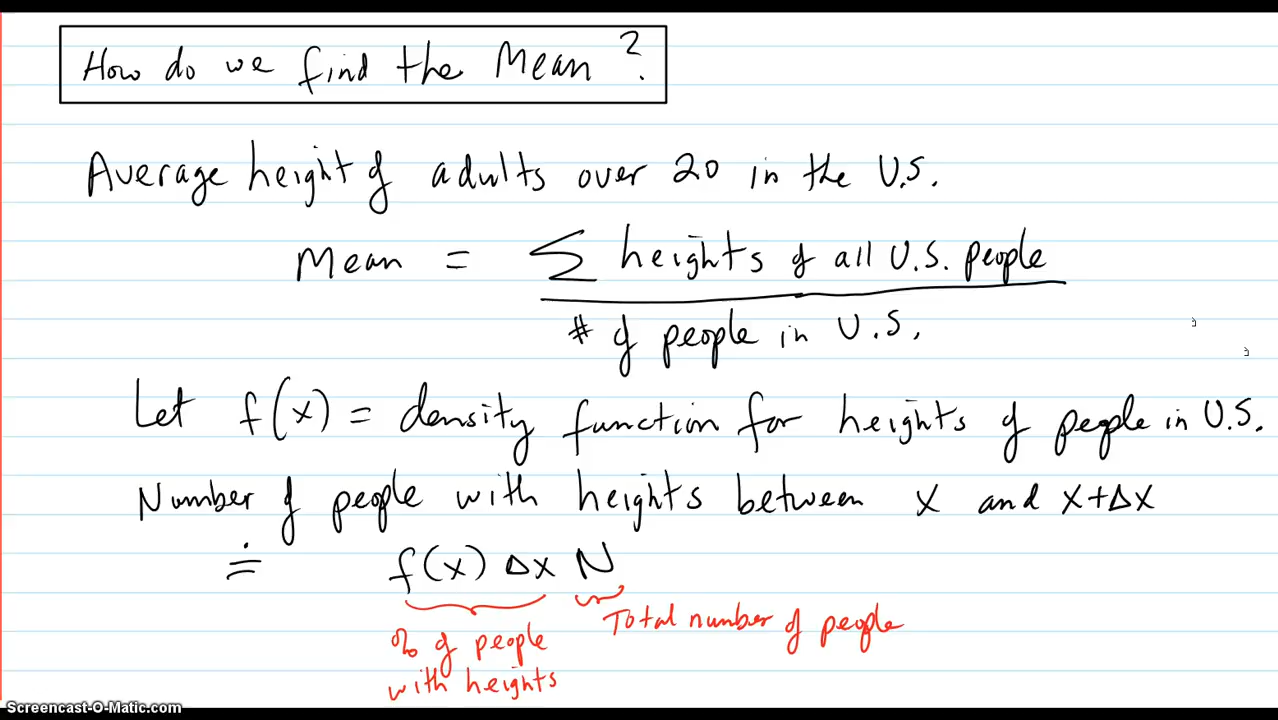 How do we find the Mean?
Average height of adults over 20 in the U.S.
Mean = Σ heights of all U.S. people
# of people in U.S.
Let f(x) = density function for heights of people in U.S.
Number of people with heights between x and x+Δx
≐ f(x) Δx N
% of people with heights
Total number of people
Screencast-O-Matic.com